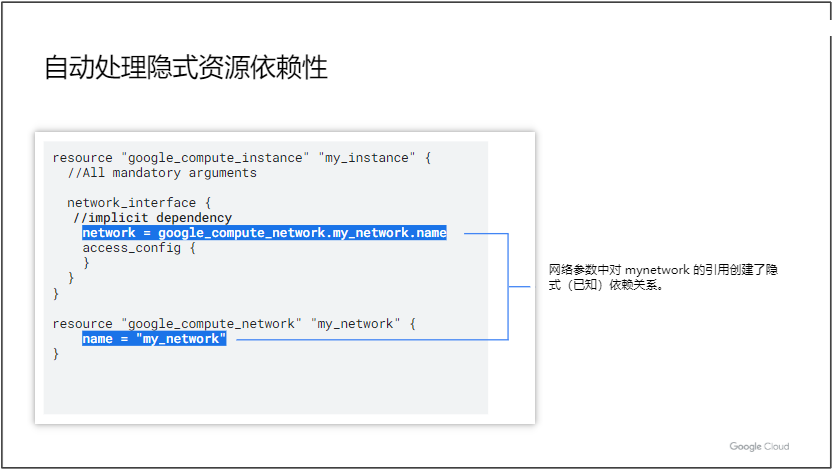 自动处理隐式资源依赖性
resource "google_compute_instance" "my_instance" {
//All mandatory arguments
network_interface {
//implicit dependency
network = google_compute_network.my_network.name
access_config {
}
}
}
resource "google_compute_network" "my_network" {
name = "my_network"
}
网络参数中对 mynetwork 的引用创建了隐
式（已知）依赖关系。
Google Cloud